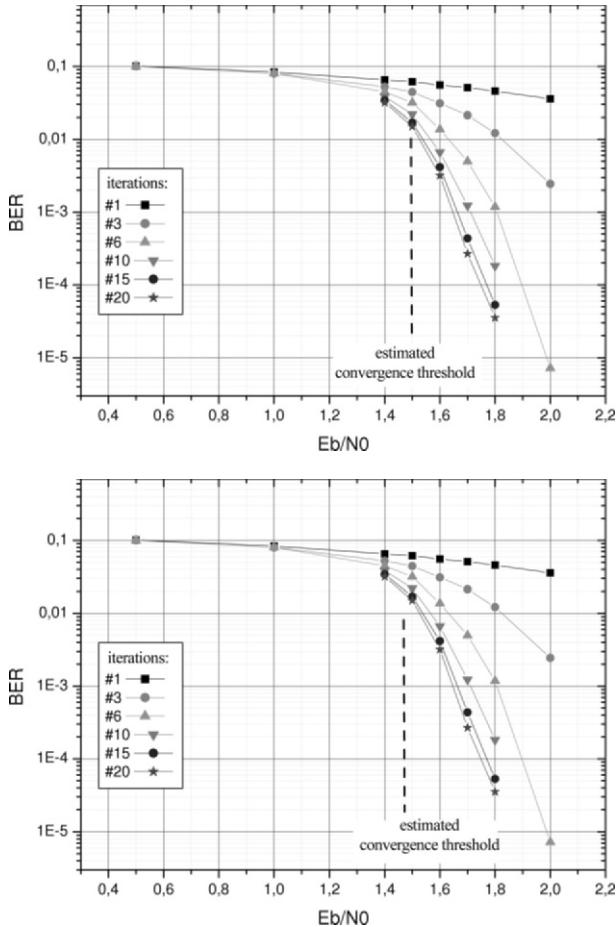 BER
0,1
0,01
1E-3
1E-4
1E-5
iterations:
#1
#3
#6
#10
#15
#20
estimated
convergence threshold
0,4 0,6 0,8 1,0 1,2 1,4 1,6 1,8 2,0 2,2
Eb/N0
BER
0,1
0,01
1E-3
1E-4
1E-5
iterations:
#1
#3
#6
#10
#15
#20
estimated
convergence threshold
0,4 0,6 0,8 1,0 1,2 1,4 1,6 1,8 2,0 2,2
Eb/N0